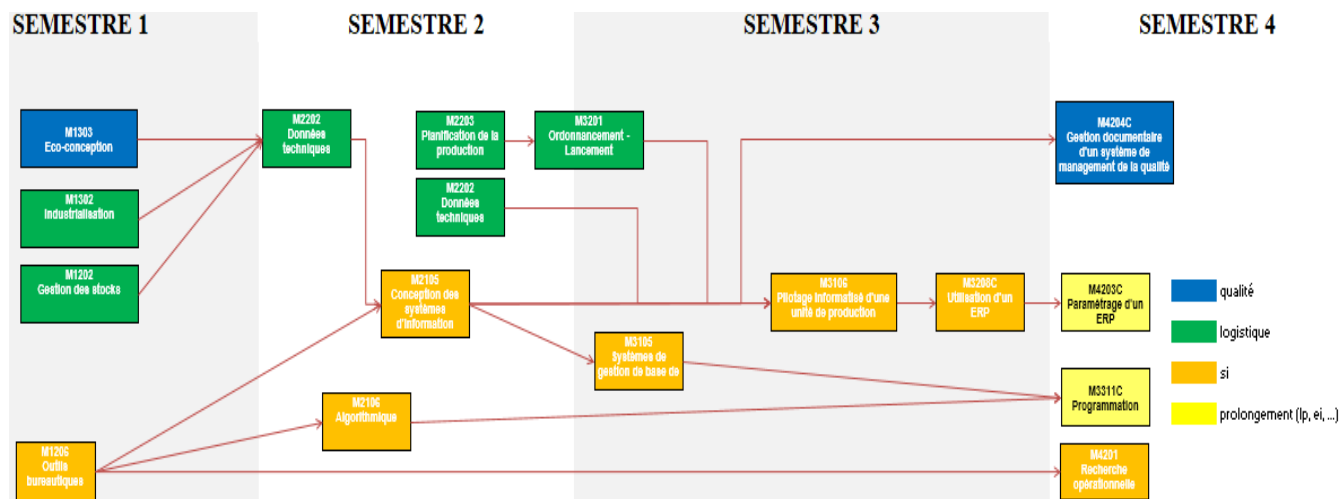 SEMESTRE 1
SEMESTRE 2
SEMESTRE 3
SEMESTRE 4
M1303
Eco-conception
M1302
Industrialisation
M1202
Gestion des stocks
M1206
Outils
bureautiques
M2202
Données
techniques
M2203
Planification de la
production
M2202
Données
techniques
M2105
Conception des
systèmes
d'information
M2106
Algorithmique
M3201
Ordonnancement -
Lancement
M3105
Systèmes de
gestion de base de
M3106
Pilotage informatisé d'une
unité de production
M3208C
Utilisation d'un
ERP
M4204C
Gestion documentaire
d'un système de
management de la qualité
M4203C
Paramétrage d'un
ERP
M3311C
Programmation
M4201
Recherche
opérationnelle
qualité
logistique
si
prolongement (lp, ei, ...)